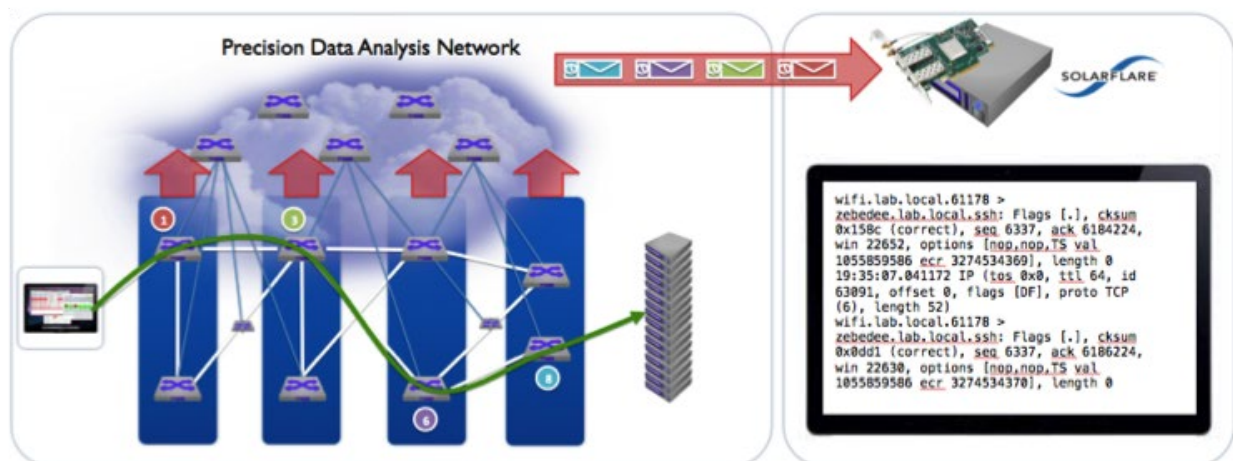 Precision Data Analysis Network
SOLARFLARE
1
3
6
8
wifi.lab.local.61178 >
zebedee.lab.local.ssh: Flags [.], cksum
0x158c (correct), seq 6337, ack 6184224,
win 22652, options [nop,nop,TS val
1055859586 ecr 3274534369], length 0
19:35:07.041172 IP (tos 0x0, ttl 64, id
63091, offset 0, flags [DF], proto TCP
(6), length 52)
wifi.lab.local.61178 >
zebedee.lab.local.ssh: Flags [.], cksum
0x0dd1 (correct), seq 6337, ack 6186224,
win 22630, options [nop,nop,TS val
1055859586 ecr 3274534370], length 0